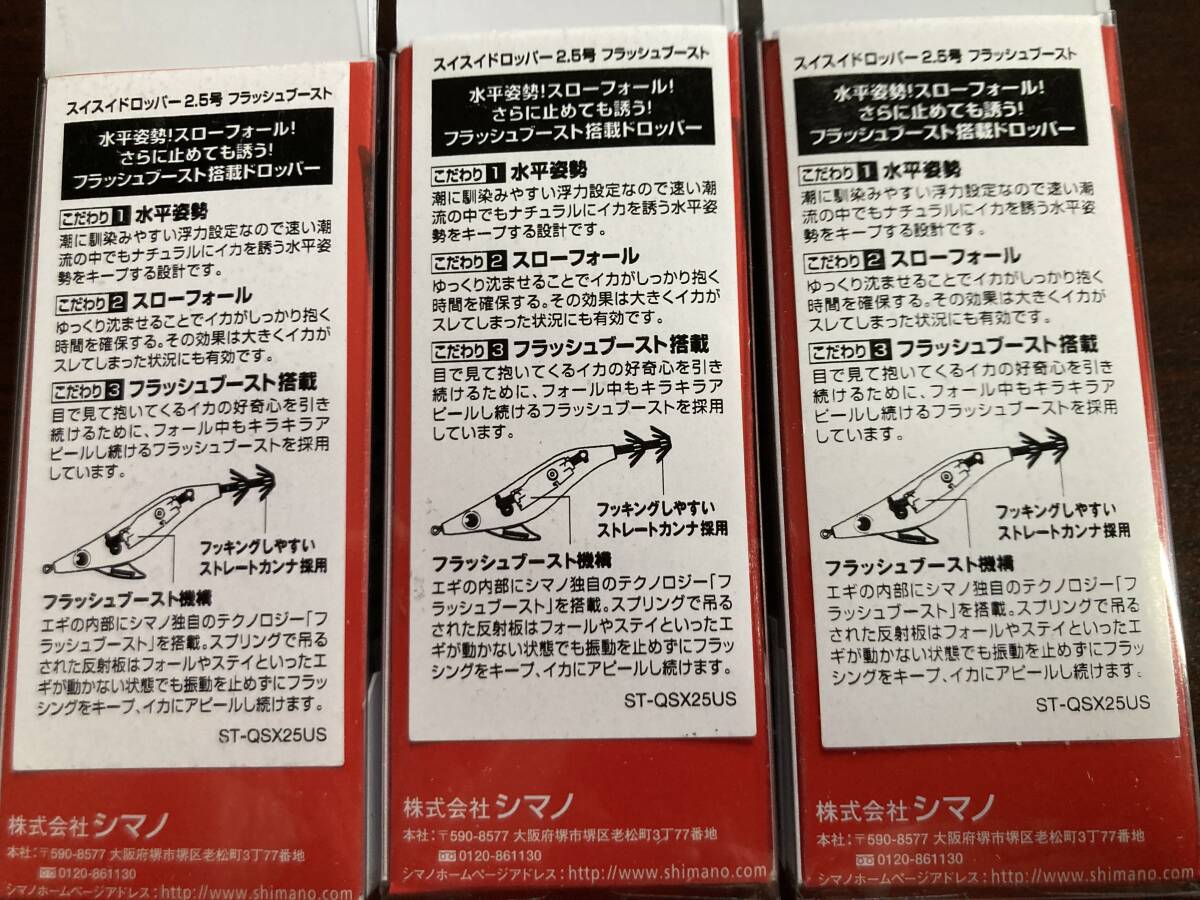 スイスイドロッパー2.5号 フラッシュブースト
水平姿勢!スローフォール!
さらに止めても誘う!
フラッシュブースト搭載ドロッパー
こだわり1 水平姿勢
潮に馴染みやすい浮力設定なので速い潮
流の中でもナチュラルにイカを誘う水平姿
勢をキープする設計です。
こだわり2 スローフォール
ゆっくり沈ませることでイカがしっかり抱く
時間を確保する。その効果は大きくイカが
スレてしまった状況にも有効です。
こだわり3 フラッシュブースト搭載
目で見て抱いてくるイカの好奇心を引き
続けるために、フォール中もキラキラア
ピールし続けるフラッシュブーストを採用
しています。
フッキングしやすい
ストレートカンナ採用
フラッシュブースト機構
エギの内部にシマノ独自のテクノロジー「フ
ラッシュブースト」を搭載。スプリングで吊る
された反射板はフォールやステイといったエ
ギが動かない状態でも振動を止めずにフラッ
シングをキープ、イカにアピールし続けます。
ST-QSX25US
株式会社シマノ
本社:〒590-8577 大阪府堺市堺区老松町3丁77番地
0120-861130
シマノホームページアドレス:http://www.shimano.com
スイスイドロッパー2.5号 フラッシュブースト
水平姿勢!スローフォール!
さらに止めても誘う!
フラッシュブースト搭載ドロッパー
こだわり1 水平姿勢
潮に馴染みやすい浮力設定なので速い潮
流の中でもナチュラルにイカを誘う水平姿
勢をキープする設計です。
こだわり2 スローフォール
ゆっくり沈ませることでイカがしっかり抱く
時間を確保する。その効果は大きくイカが
スレてしまった状況にも有効です。
こだわり3 フラッシュブースト搭載
目で見て抱いてくるイカの好奇心を引き
続けるために、フォール中もキラキラア
ピールし続けるフラッシュブーストを採用
しています。
フッキングしやすい
ストレートカンナ採用
フラッシュブースト機構
エギの内部にシマノ独自のテクノロジー「フ
ラッシュブースト」を搭載。スプリングで吊る
された反射板はフォールやステイといったエ
ギが動かない状態でも振動を止めずにフラッ
シングをキープ、イカにアピールし続けます。
ST-QSX25US
株式会社シマノ
本社:〒590-8577 大阪府堺市堺区老松町3丁77番地
0120-861130
シマノホームページアドレス:http://www.shimano.com
スイスイドロッパー2.5号 フラッシュブースト
水平姿勢!スローフォール!
さらに止めても誘う!
フラッシュブースト搭載ドロッパー
こだわり1 水平姿勢
潮に馴染みやすい浮力設定なので速い潮
流の中でもナチュラルにイカを誘う水平姿
勢をキープする設計です。
こだわり2 スローフォール
ゆっくり沈ませることでイカがしっかり抱く
時間を確保する。その効果は大きくイカが
スレてしまった状況にも有効です。
こだわり3 フラッシュブースト搭載
目で見て抱いてくるイカの好奇心を引き
続けるために、フォール中もキラキラア
ピールし続けるフラッシュブーストを採用
しています。
フッキングしやすい
ストレートカンナ採用
フラッシュブースト機構
エギの内部にシマノ独自のテクノロジー「フ
ラッシュブースト」を搭載。スプリングで吊る
された反射板はフォールやステイといったエ
ギが動かない状態でも振動を止めずにフラッ
シングをキープ、イカにアピールし続けます。
ST-QSX25US
株式会社シマノ
本社:〒590-8577 大阪府堺市堺区老松町3丁77番地
0120-861130
シマノホームページアドレス:http://www.shimano.com